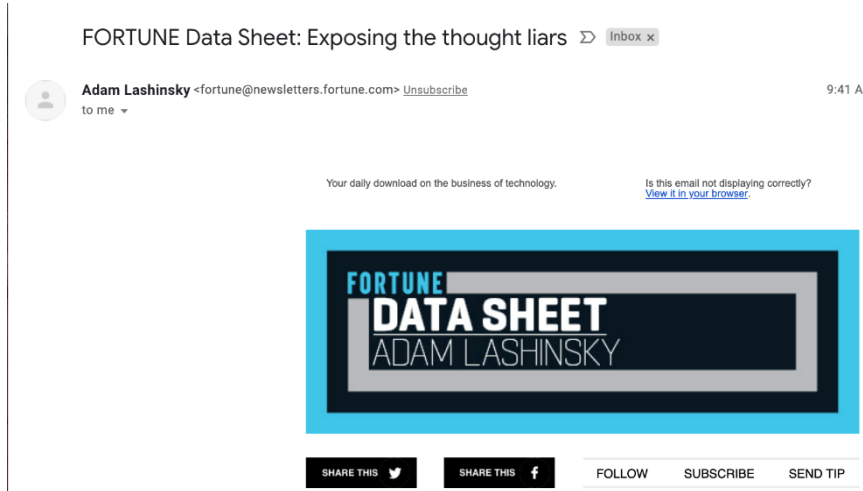 FORTUNE Data Sheet: Exposing the thought liars
Inbox x
Adam Lashinsky <fortune@newsletters.fortune.com> Unsubscribe
9:41 A
to me
Your daily download on the business of technology.
Is this email not displaying correctly?
View it in your browser.
FORTUNE
DATA SHEET
ADAM LASHINSKY
SHARE THIS
SHARE THIS
FOLLOW
SUBSCRIBE
SEND TIP